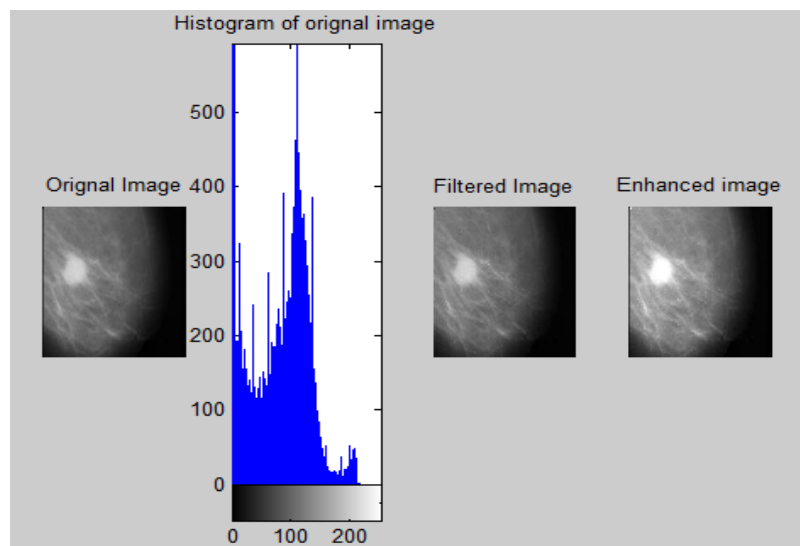 Histogram of orignal image
500
400
300
200
100
0
0 100 200
Orignal Image
Filtered Image
Enhanced image